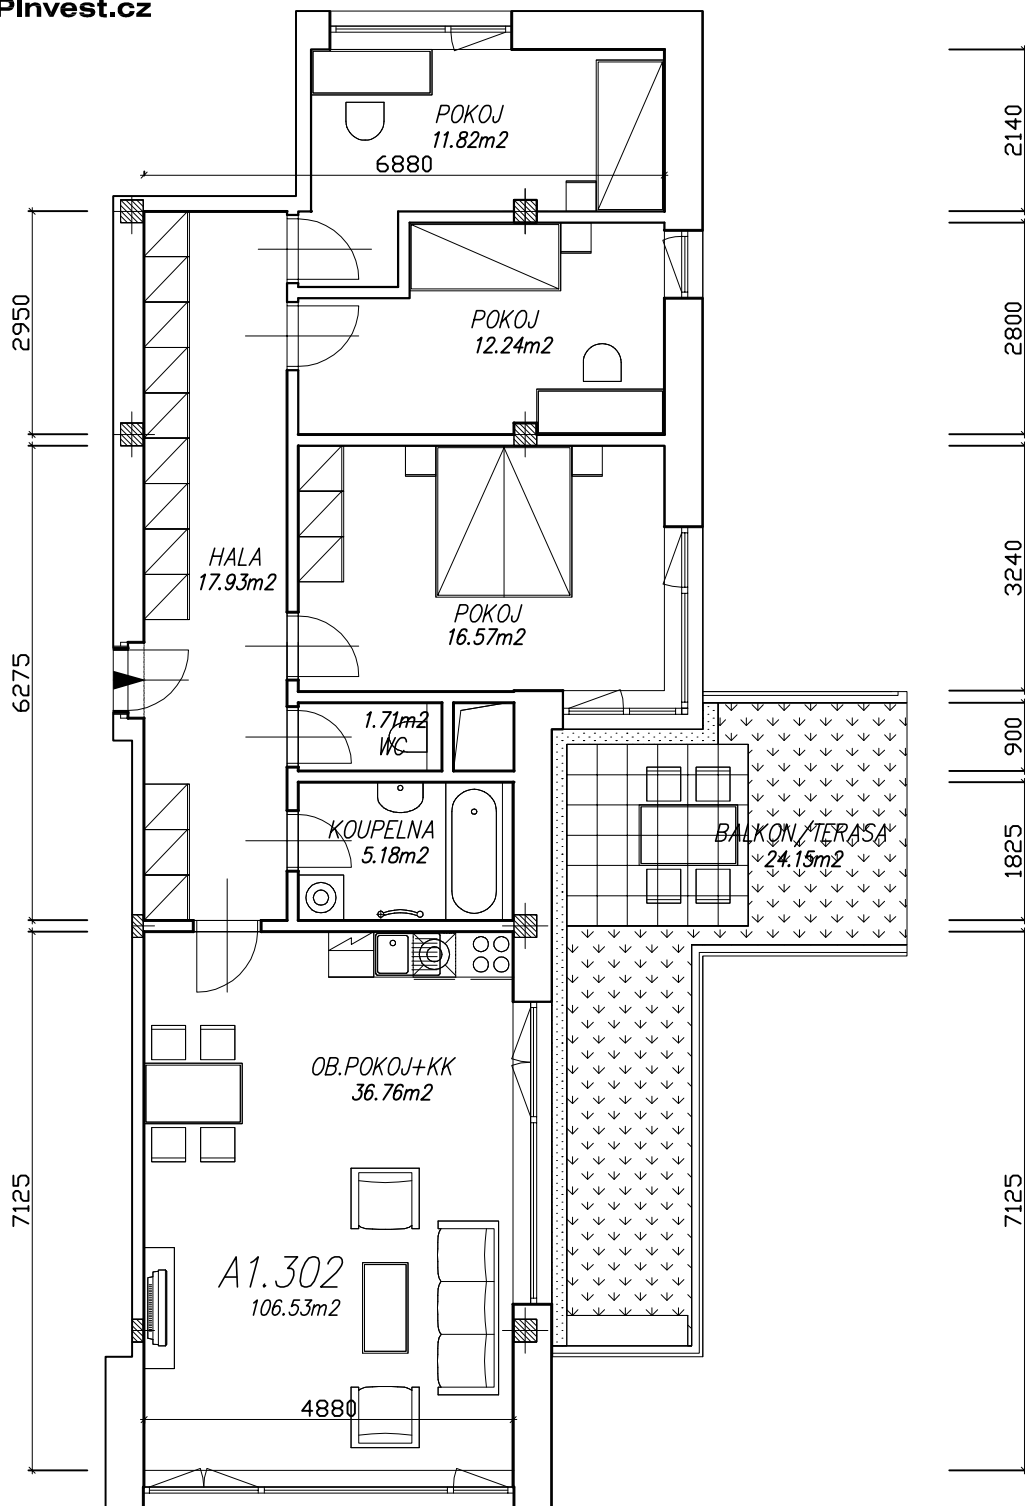 PInvest.cz
POKOJ
11.82m2
6880
2140
2950
POKOJ
12.24m2
2800
HALA
17.93m2
3240
POKOJ
16.57m2
6275
1.71m2
WC
900
KOUPELNA
5.18m2
BALKON/TERASA
24.15m2
1825
OB.POKOJ+KK
36.76m2
7125
7125
A1.302
106.53m2
4880